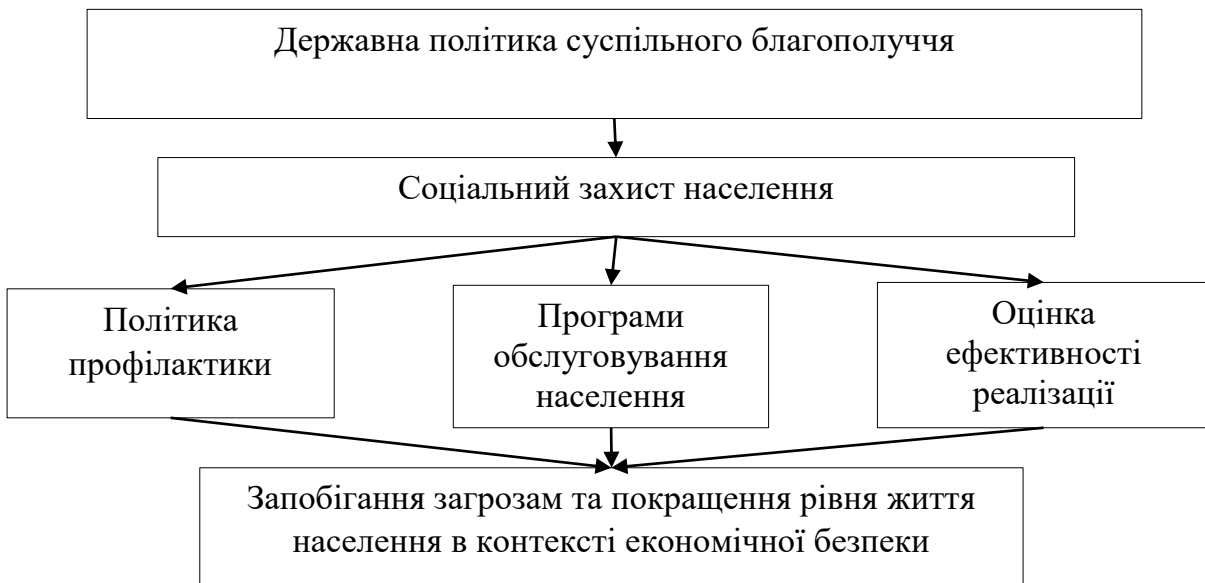 Державна політика суспільного благополуччя
Соціальний захист населення
Політика
профілактики
Програми
обслуговування
населення
Оцінка
ефективності
реалізації
Запобігання загрозам та покращення рівня життя
населення в контексті економічної безпеки